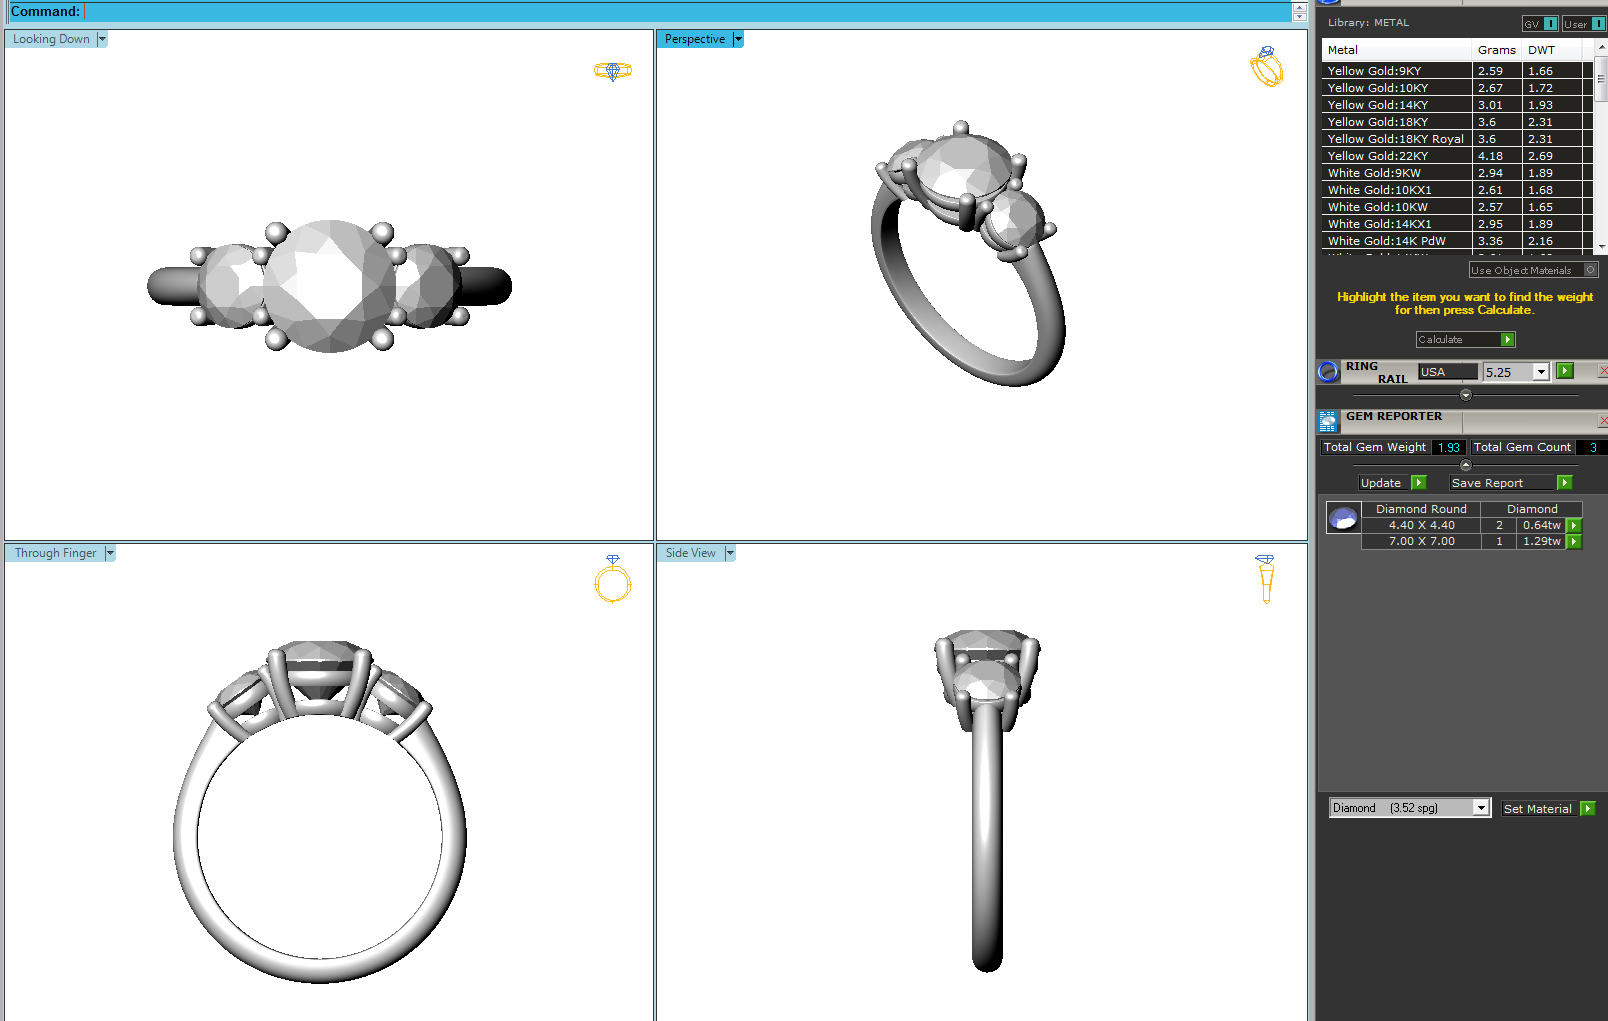 Command:
Looking Down
Perspective
Through Finger
Side View
Library: METAL
GV
User
Metal Grams DWT
Yellow Gold:9KY 2.59 1.66
Yellow Gold:10KY 2.67 1.72
Yellow Gold:14KY 3.01 1.93
Yellow Gold:18KY 3.6 2.31
Yellow Gold:18KY Royal 3.6 2.31
Yellow Gold:22KY 4.18 2.69
White Gold:9KW 2.94 1.89
White Gold:10KX1 2.61 1.68
White Gold:10KW 2.57 1.65
White Gold:14KX1 2.95 1.89
White Gold:14K PdW 3.36 2.16
Use Object Materials
Highlight the item you want to find the weight
for then press Calculate.
Calculate
RING
RAIL USA 5.25
GEM REPORTER
Total Gem Weight 1.93 Total Gem Count 3
Update Save Report
Diamond Round Diamond
4.40 X 4.40 2 0.64tw
7.00 X 7.00 1 1.29tw
Diamond (3.52 spg) Set Material